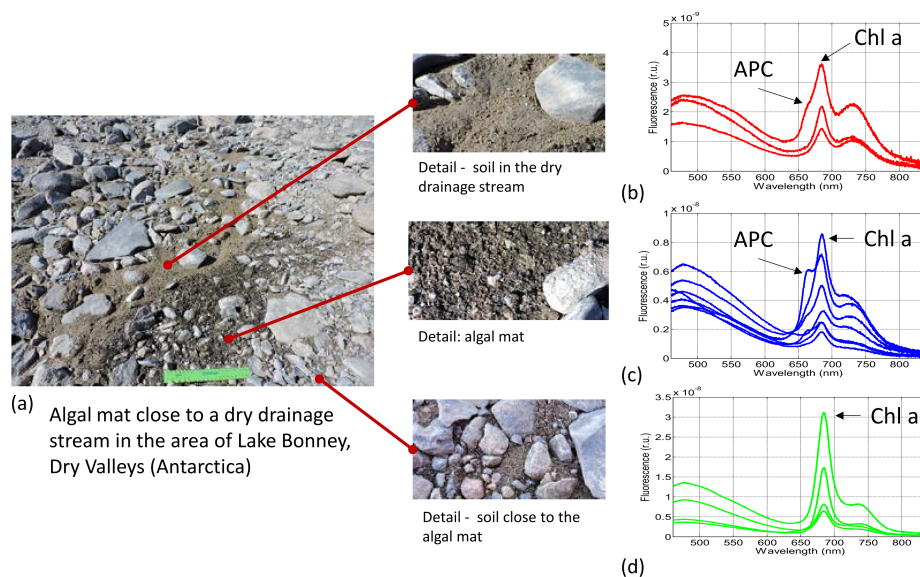 (a)
Algal mat close to a dry drainage
stream in the area of Lake Bonney,
Dry Valleys (Antarctica)
Detail - soil in the dry
drainage stream
Detail: algal mat
Detail - soil close to the
algal mat
x 10⁻⁹
Chl a
APC
Fluorescence (r.u.)
5
4
3
2
1
0
500 550 600 650 700 750 800
Wavelength (nm)
(b)
x 10⁻⁸
Chl a
APC
Fluorescence (r.u.)
1
0.8
0.6
0.4
0.2
0
500 550 600 650 700 750 800
Wavelength (nm)
(c)
x 10⁻⁸
Chl a
Fluorescence (r.u.)
3.5
3
2.5
2
1.5
1
0.5
0
500 550 600 650 700 750 800
Wavelength (nm)
(d)